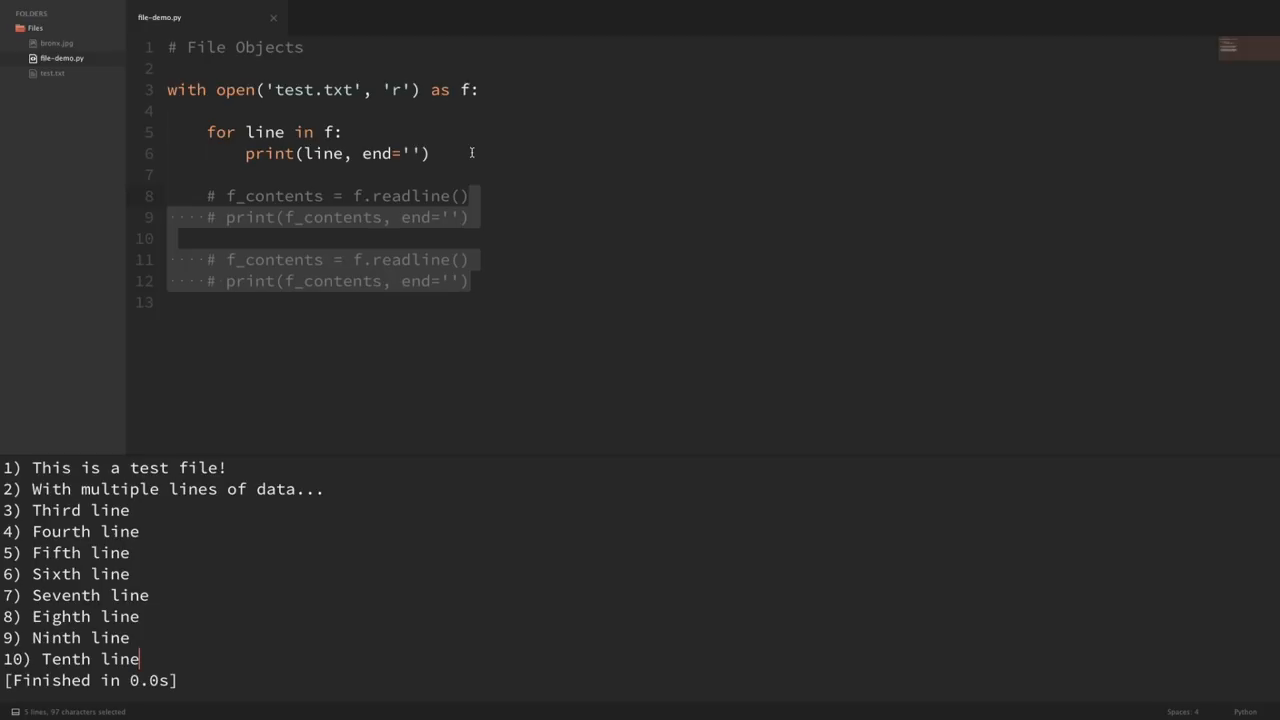 FOLDERS
Files
bronx.jpg
file-demo.py
test.txt
file-demo.py
1 # File Objects
2
3 with open('test.txt', 'r') as f:
4
5 for line in f:
6 print(line, end='')
7
8 # f_contents = f.readline()
9 # print(f_contents, end='')
10
11 # f_contents = f.readline()
12 # print(f_contents, end='')
13
1) This is a test file!
2) With multiple lines of data...
3) Third line
4) Fourth line
5) Fifth line
6) Sixth line
7) Seventh line
8) Eighth line
9) Ninth line
10) Tenth line
[Finished in 0.0s]
5 lines, 97 characters selected
Spaces: 4
Python